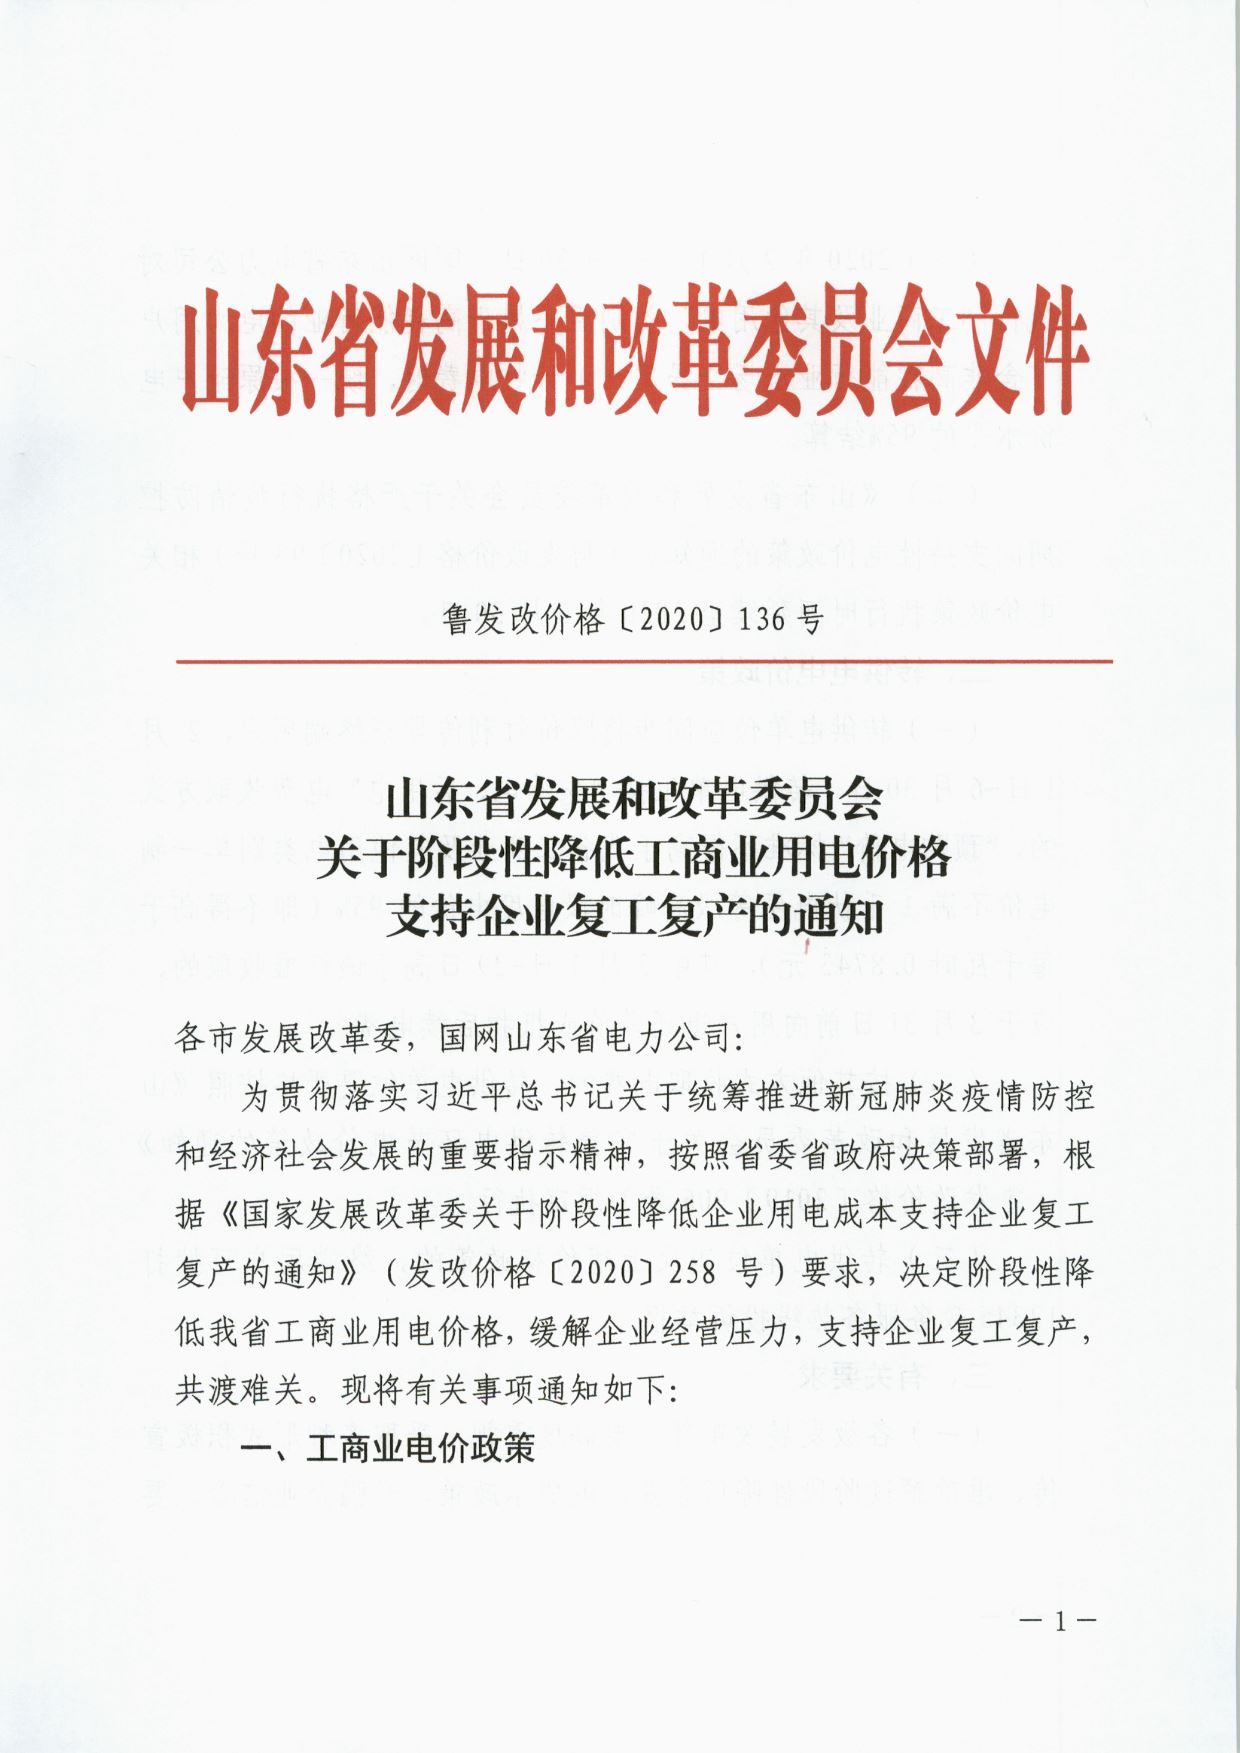 山东省发展和改革委员会文件
鲁发改价格〔2020〕136号
山东省发展和改革委员会
关于阶段性降低工商业用电价格
支持企业复工复产的通知
各市发展改革委，国网山东省电力公司：
为贯彻落实习近平总书记关于统筹推进新冠肺炎疫情防控
和经济社会发展的重要指示精神，按照省委省政府决策部署，根
据《国家发展改革委关于阶段性降低企业用电成本支持企业复工
复产的通知》（发改价格〔2020〕258 号）要求，决定阶段性降
低我省工商业用电价格，缓解企业经营压力，支持企业复工复产，
共渡难关。现将有关事项通知如下：
一、工商业电价政策
— 1 —